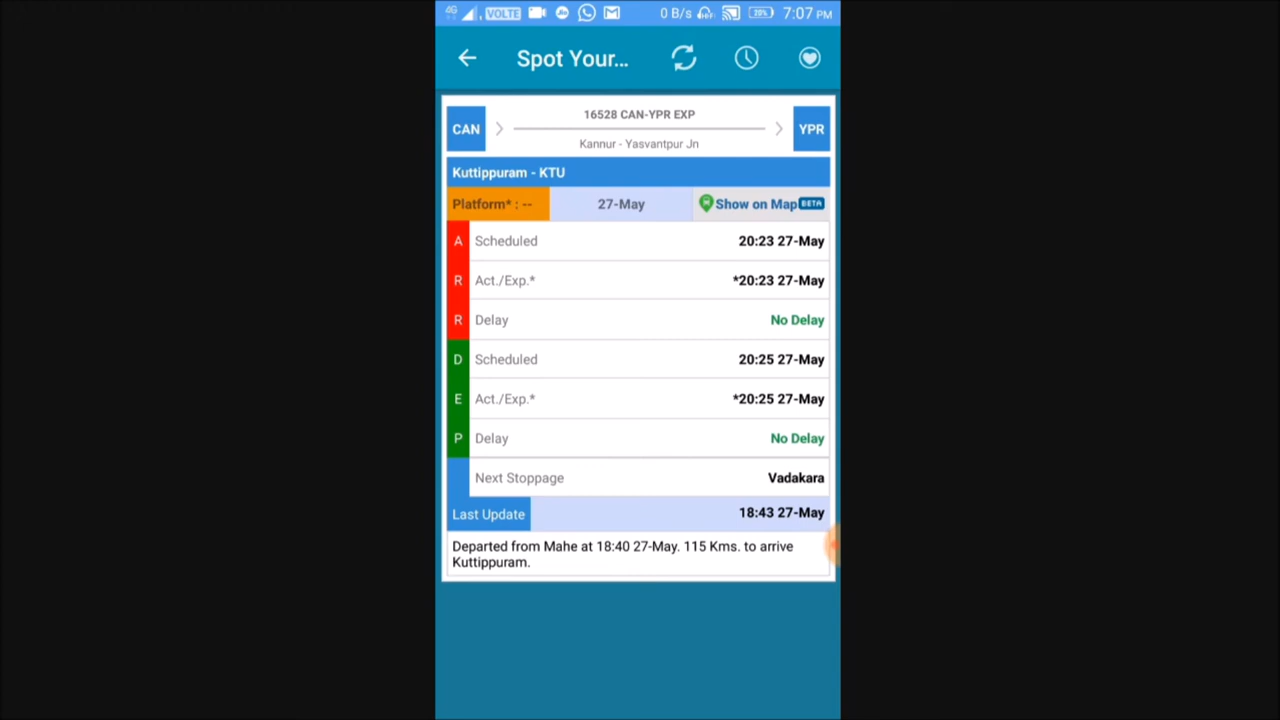 4G VOLTE Jio 0 B/s 20% 7:07 PM
Spot Your...
16528 CAN-YPR EXP
CAN YPR
Kannur - Yasvantpur Jn
Kuttippuram - KTU
Platform* : -- 27-May Show on Map BETA
A Scheduled 20:23 27-May
R Act./Exp.* *20:23 27-May
R Delay No Delay
D Scheduled 20:25 27-May
E Act./Exp.* *20:25 27-May
P Delay No Delay
Next Stoppage Vadakara
Last Update 18:43 27-May
Departed from Mahe at 18:40 27-May. 115 Kms. to arrive
Kuttippuram.